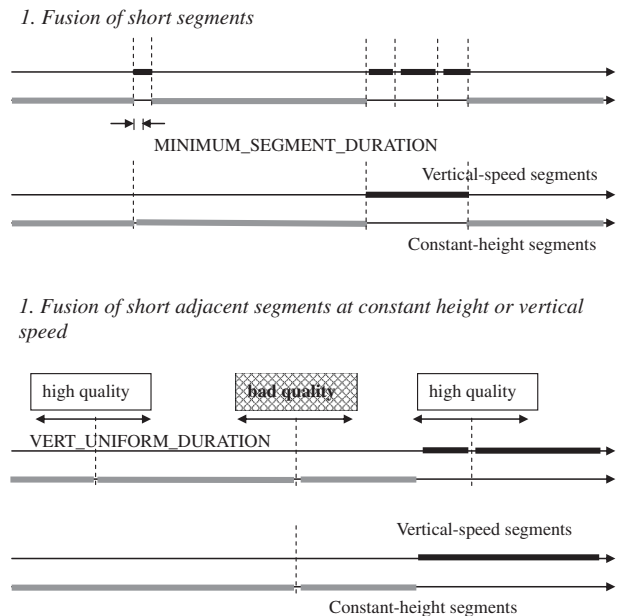 1. Fusion of short segments
MINIMUM_SEGMENT_DURATION
Vertical-speed segments
Constant-height segments
1. Fusion of short adjacent segments at constant height or vertical
speed
high quality
bad quality
high quality
VERT_UNIFORM_DURATION
Vertical-speed segments
Constant-height segments